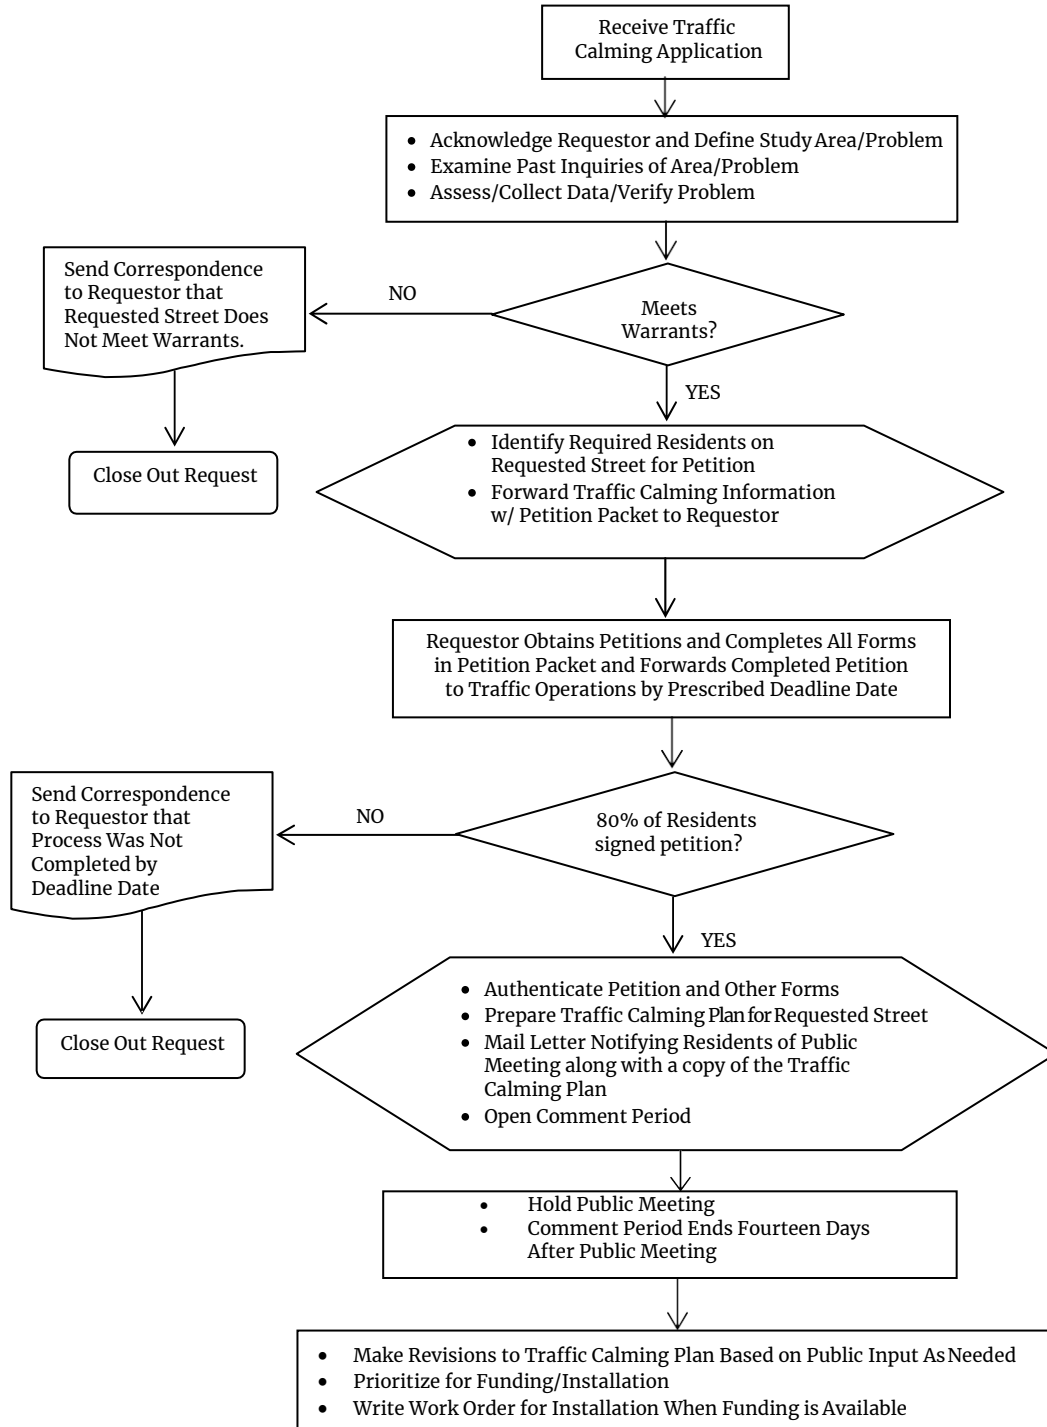 Receive Traffic
Calming Application
• Acknowledge Requestor and Define Study Area/Problem
• Examine Past Inquiries of Area/Problem
• Assess/Collect Data/Verify Problem
Send Correspondence
to Requestor that
Requested Street Does
Not Meet Warrants.
NO
Meets
Warrants?
YES
Close Out Request
• Identify Required Residents on
Requested Street for Petition
• Forward Traffic Calming Information
w/ Petition Packet to Requestor
Requestor Obtains Petitions and Completes All Forms
in Petition Packet and Forwards Completed Petition
to Traffic Operations by Prescribed Deadline Date
Send Correspondence
to Requestor that
Process Was Not
Completed by
Deadline Date
NO
80% of Residents
signed petition?
YES
Close Out Request
• Authenticate Petition and Other Forms
• Prepare Traffic Calming Plan for Requested Street
• Mail Letter Notifying Residents of Public
Meeting along with a copy of the Traffic
Calming Plan
• Open Comment Period
• Hold Public Meeting
• Comment Period Ends Fourteen Days
After Public Meeting
• Make Revisions to Traffic Calming Plan Based on Public Input As Needed
• Prioritize for Funding/Installation
• Write Work Order for Installation When Funding is Available